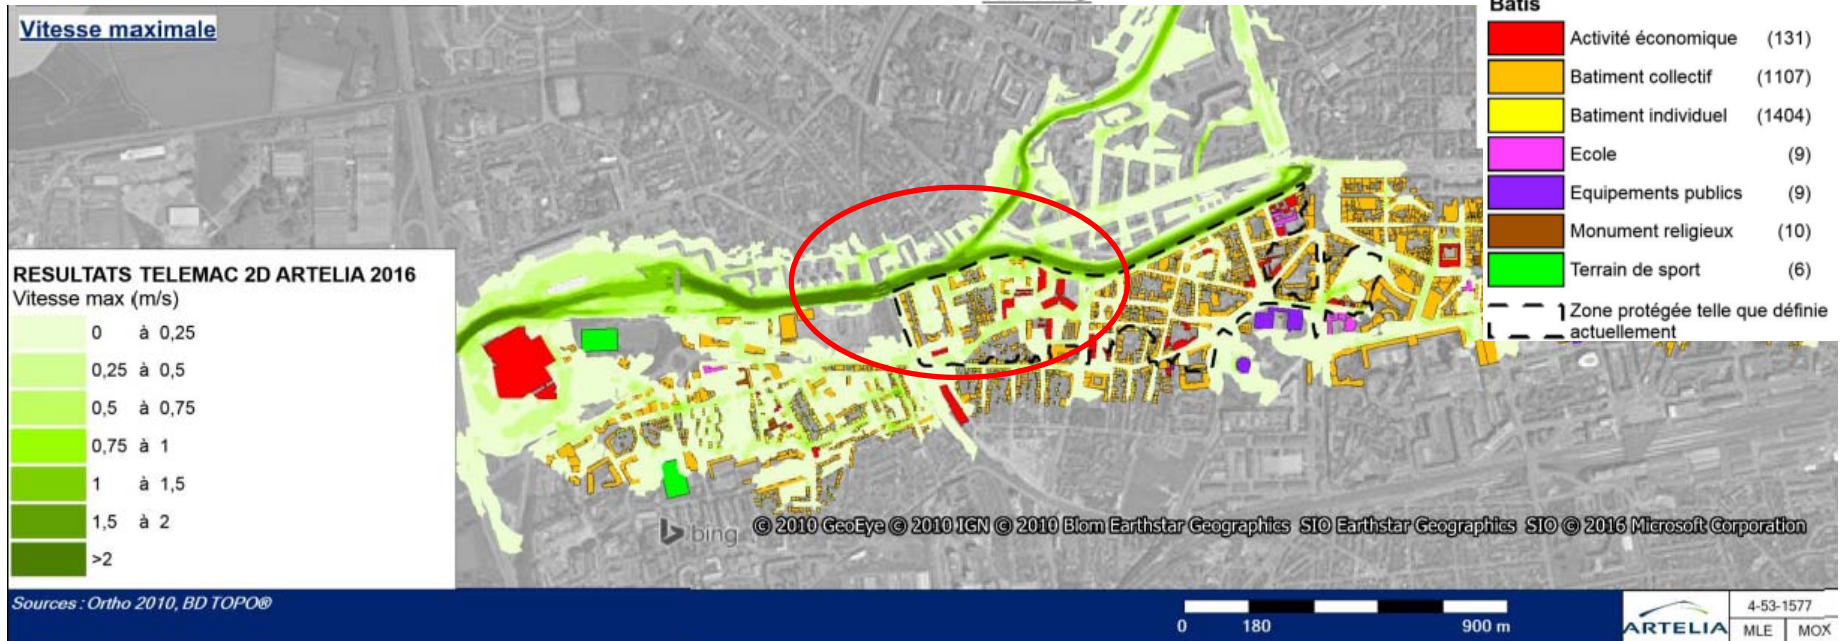 Vitesse maximale
Batis
Activité économique (131)
Batiment collectif (1107)
Batiment individuel (1404)
Ecole (9)
Equipements publics (9)
Monument religieux (10)
Terrain de sport (6)
Zone protégée telle que définie
actuellement
RESULTATS TELEMAC 2D ARTELIA 2016
Vitesse max (m/s)
0 à 0,25
0,25 à 0,5
0,5 à 0,75
0,75 à 1
1 à 1,5
1,5 à 2
>2
bing © 2010 GeoEye © 2010 IGN © 2010 Blom Earthstar Geographics SIO Earthstar Geographics SIO © 2016 Microsoft Corporation
Sources : Ortho 2010, BD TOPO®
0 180 900 m
ARTELIA
4-53-1577
MLE MOX